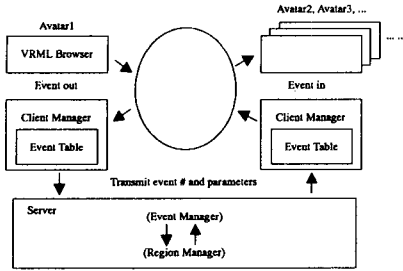 Avatar1
Avatar2, Avatar3, ...
VRML Browser
... ...
Event out
Event in
Client Manager
Client Manager
Event Table
Event Table
Transmit event # and parameters
Server
(Event Manager)
(Region Manager)